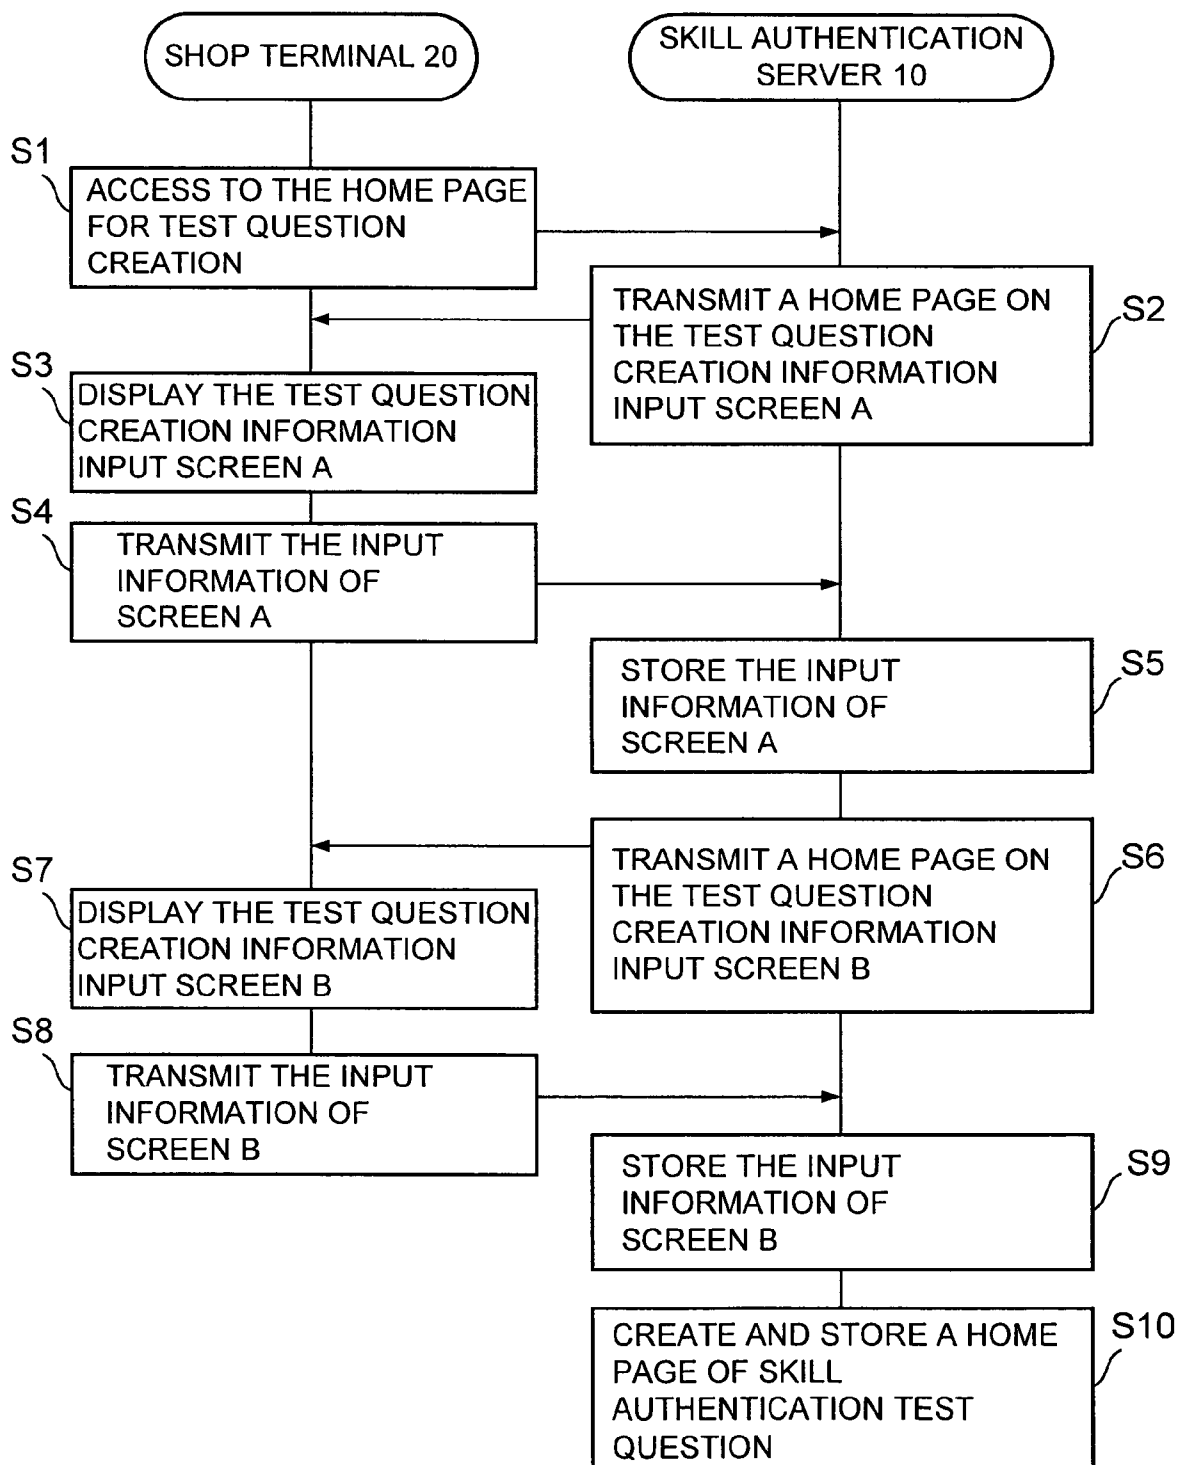 SHOP TERMINAL 20
SKILL AUTHENTICATION
SERVER 10
S1
ACCESS TO THE HOME PAGE
FOR TEST QUESTION
CREATION
S2
TRANSMIT A HOME PAGE ON
THE TEST QUESTION
CREATION INFORMATION
INPUT SCREEN A
S3
DISPLAY THE TEST QUESTION
CREATION INFORMATION
INPUT SCREEN A
S4
TRANSMIT THE INPUT
INFORMATION OF
SCREEN A
S5
STORE THE INPUT
INFORMATION OF
SCREEN A
S6
TRANSMIT A HOME PAGE ON
THE TEST QUESTION
CREATION INFORMATION
INPUT SCREEN B
S7
DISPLAY THE TEST QUESTION
CREATION INFORMATION
INPUT SCREEN B
S8
TRANSMIT THE INPUT
INFORMATION OF
SCREEN B
S9
STORE THE INPUT
INFORMATION OF
SCREEN B
S10
CREATE AND STORE A HOME
PAGE OF SKILL
AUTHENTICATION TEST
QUESTION